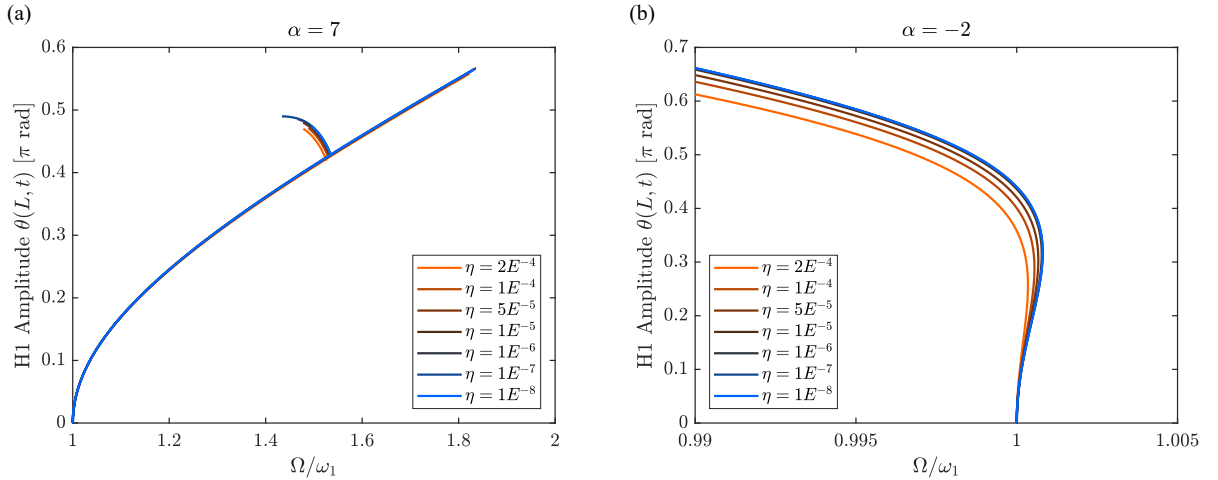 (a)
α = 7
H1 Amplitude θ(L, t) [π rad]
0.6
0.5
0.4
0.3
0.2
0.1
0
η = 2E⁻⁴
η = 1E⁻⁴
η = 5E⁻⁵
η = 1E⁻⁵
η = 1E⁻⁶
η = 1E⁻⁷
η = 1E⁻⁸
1 1.2 1.4 1.6 1.8 2
Ω/ω₁
(b)
α = −2
H1 Amplitude θ(L, t) [π rad]
0.7
0.6
0.5
0.4
0.3
0.2
0.1
0
η = 2E⁻⁴
η = 1E⁻⁴
η = 5E⁻⁵
η = 1E⁻⁵
η = 1E⁻⁶
η = 1E⁻⁷
η = 1E⁻⁸
0.99 0.995 1 1.005
Ω/ω₁